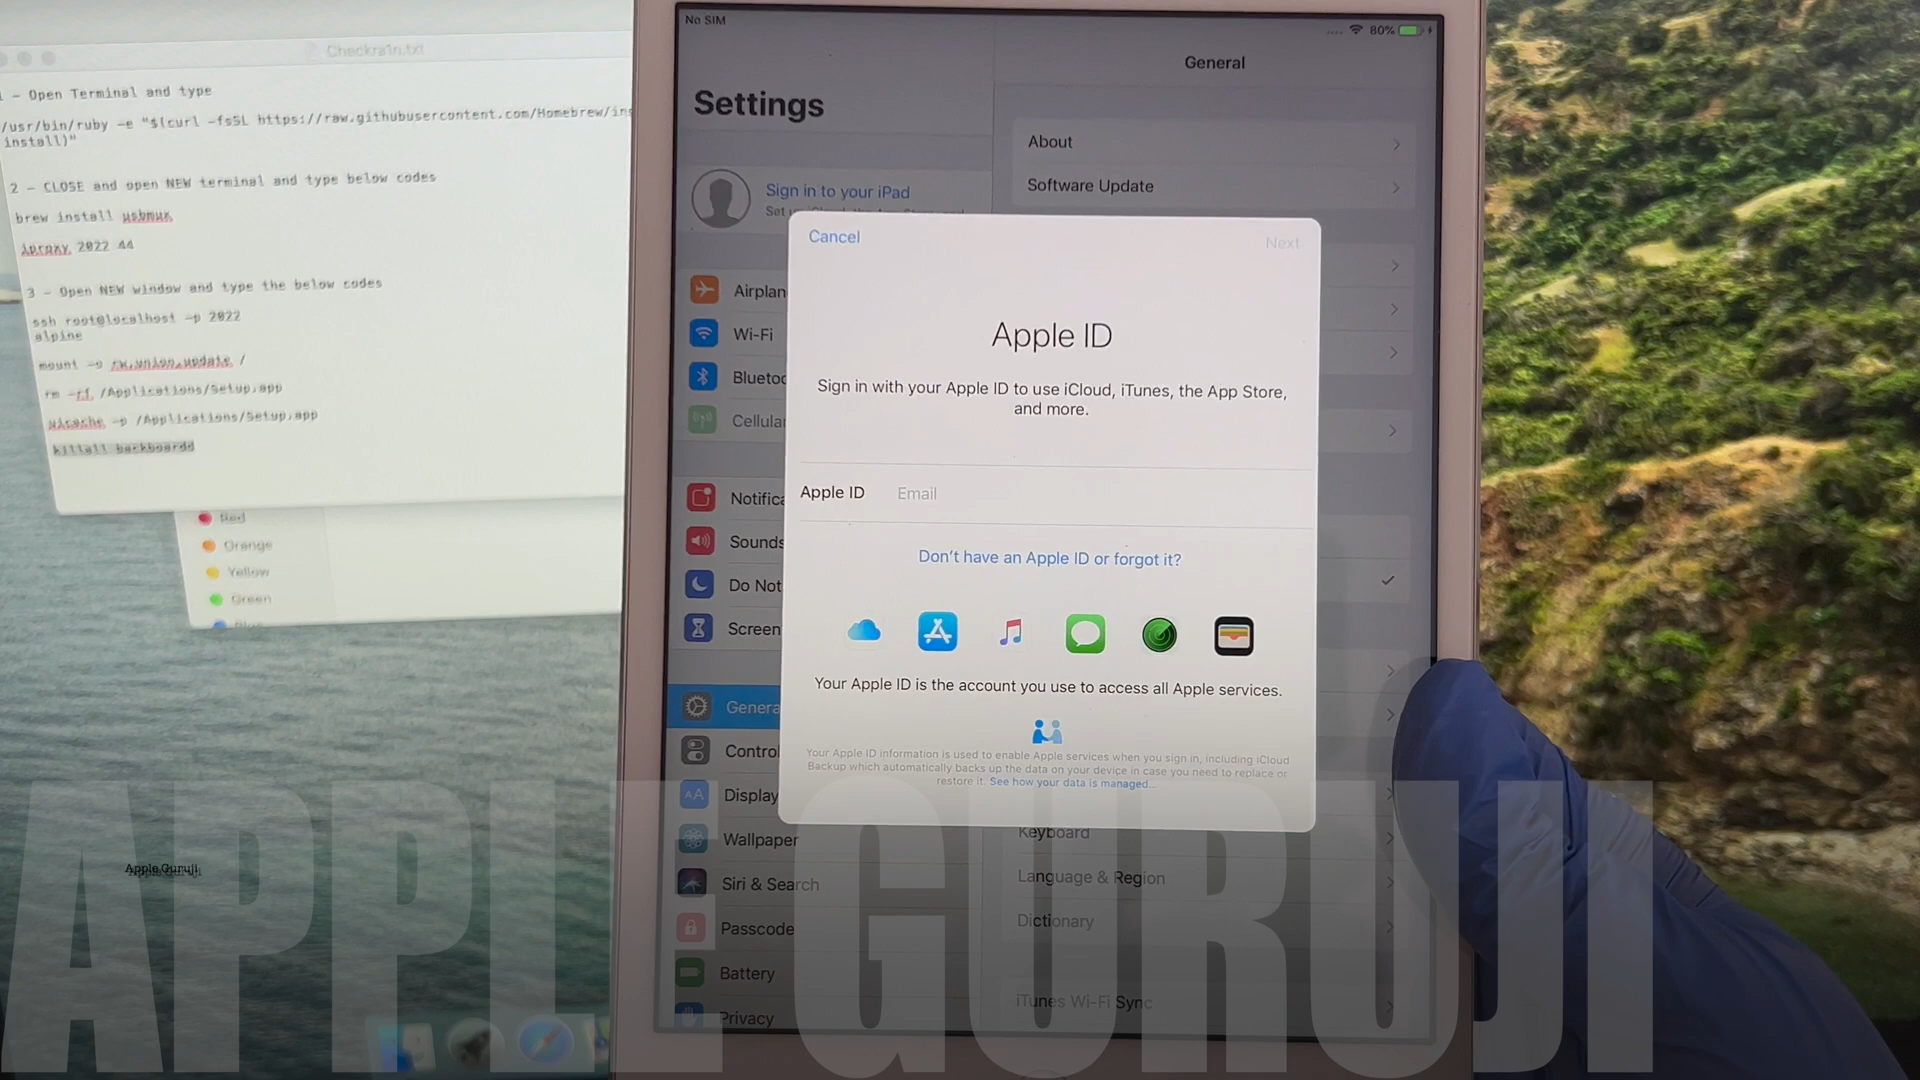 Checkra1n.txt
1 - Open Terminal and type
/usr/bin/ruby -e "$(curl -fsSL https://raw.githubusercontent.com/Homebrew/ins
install)"
2 - CLOSE and open NEW terminal and type below codes
brew install usbmux
iproxy 2022 44
3 - Open NEW window and type the below codes
ssh root@localhost -p 2022
alpine
mount -o rw,union,update /
rm -rf /Applications/Setup.app
uicache -p /Applications/Setup.app
killall backboardd
Red
Orange
Yellow
Green
Blue
No SIM
80%
Settings
General
Sign in to your iPad
About
Software Update
Airplan
Wi-Fi
Bluetoo
Cellula
Notifica
Sounds
Do Not
Screen
Genera
Control
Display
Wallpaper
Siri & Search
Passcode
Battery
Privacy
Cancel
Next
Apple ID
Sign in with your Apple ID to use iCloud, iTunes, the App Store,
and more.
Apple ID Email
Don't have an Apple ID or forgot it?
Your Apple ID is the account you use to access all Apple services.
Your Apple ID information is used to enable Apple services when you sign in, including iCloud
Backup which automatically backs up the data on your device in case you need to replace or
restore it. See how your data is managed...
Keyboard
Language & Region
Dictionary
iTunes Wi-Fi Sync
Apple Guruji
APPLE GURUJI